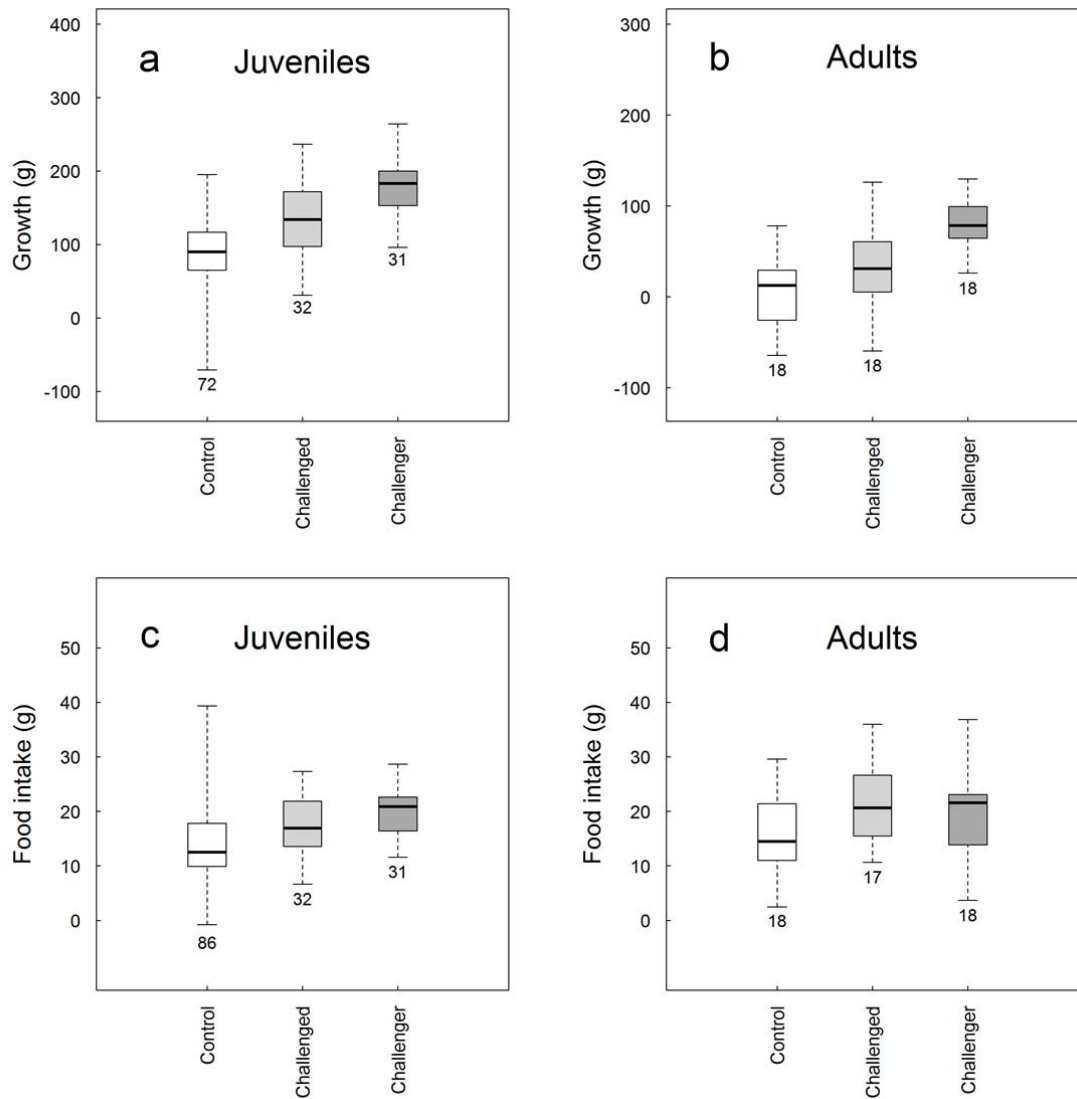 a Juveniles
Growth (g)
400
300
200
100
0
-100
72
32
31
Control
Challenged
Challenger
b Adults
Growth (g)
300
200
100
0
-100
18
18
18
Control
Challenged
Challenger
c Juveniles
Food intake (g)
50
40
30
20
10
0
86
32
31
Control
Challenged
Challenger
d Adults
Food intake (g)
50
40
30
20
10
0
18
17
18
Control
Challenged
Challenger